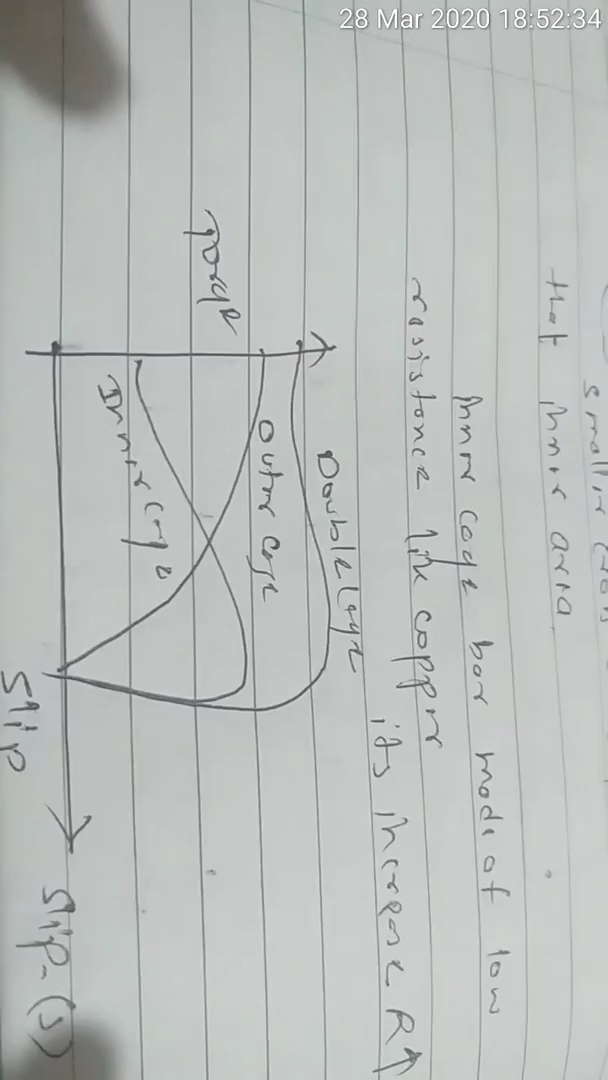 28 Mar 2020 18:52:34
that inner area
inner cage bar made of low
resistance like copper
its increase R↑
Double cage
outer cage
Torque
Inner cage
slip
slip-(s)